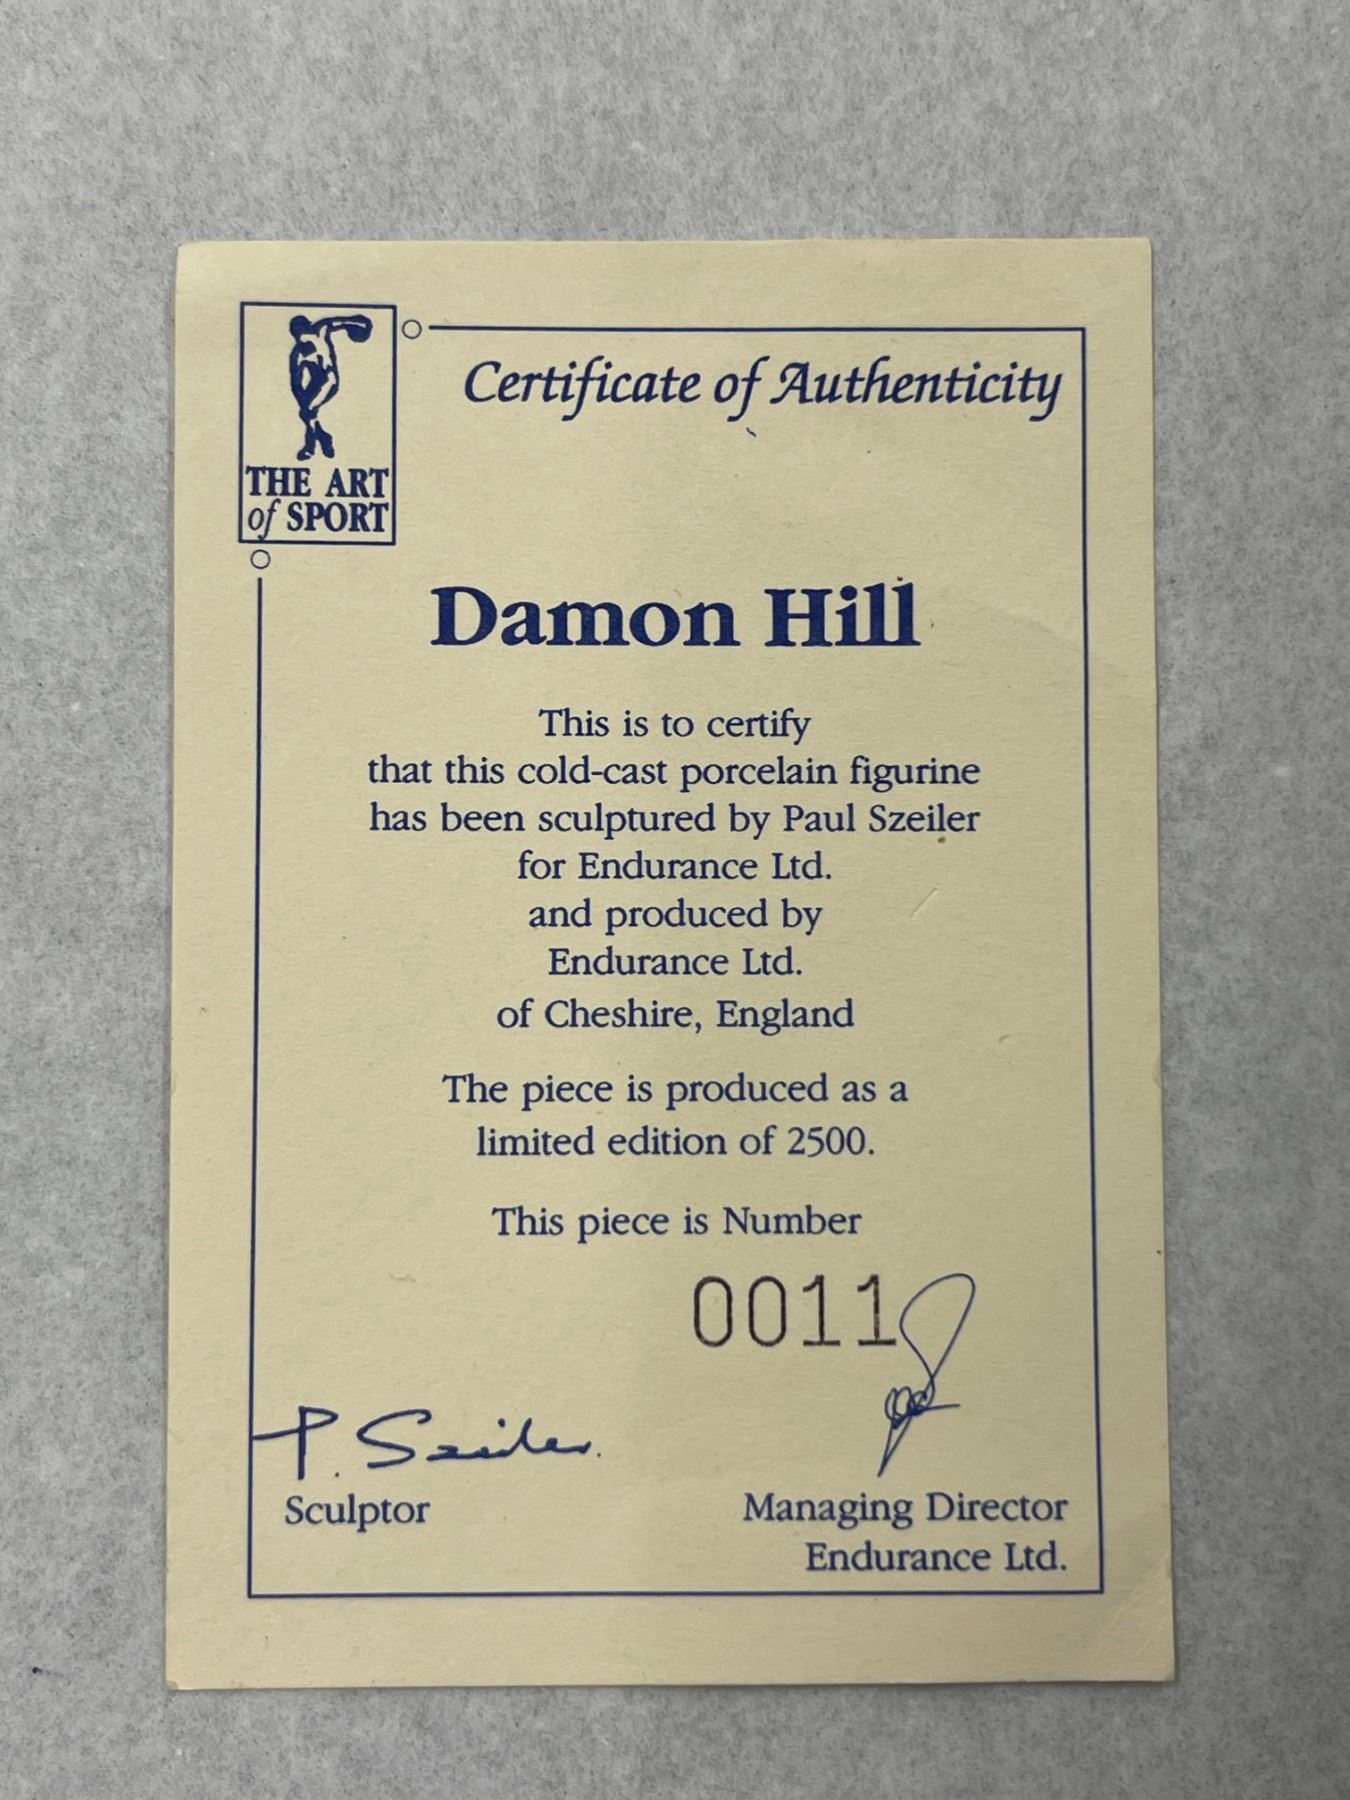 THE ART
of SPORT
Certificate of Authenticity
Damon Hill
This is to certify
that this cold-cast porcelain figurine
has been sculptured by Paul Szeiler
for Endurance Ltd.
and produced by
Endurance Ltd.
of Cheshire, England
The piece is produced as a
limited edition of 2500.
This piece is Number
0011
P. Szeiler.
Sculptor
Managing Director
Endurance Ltd.